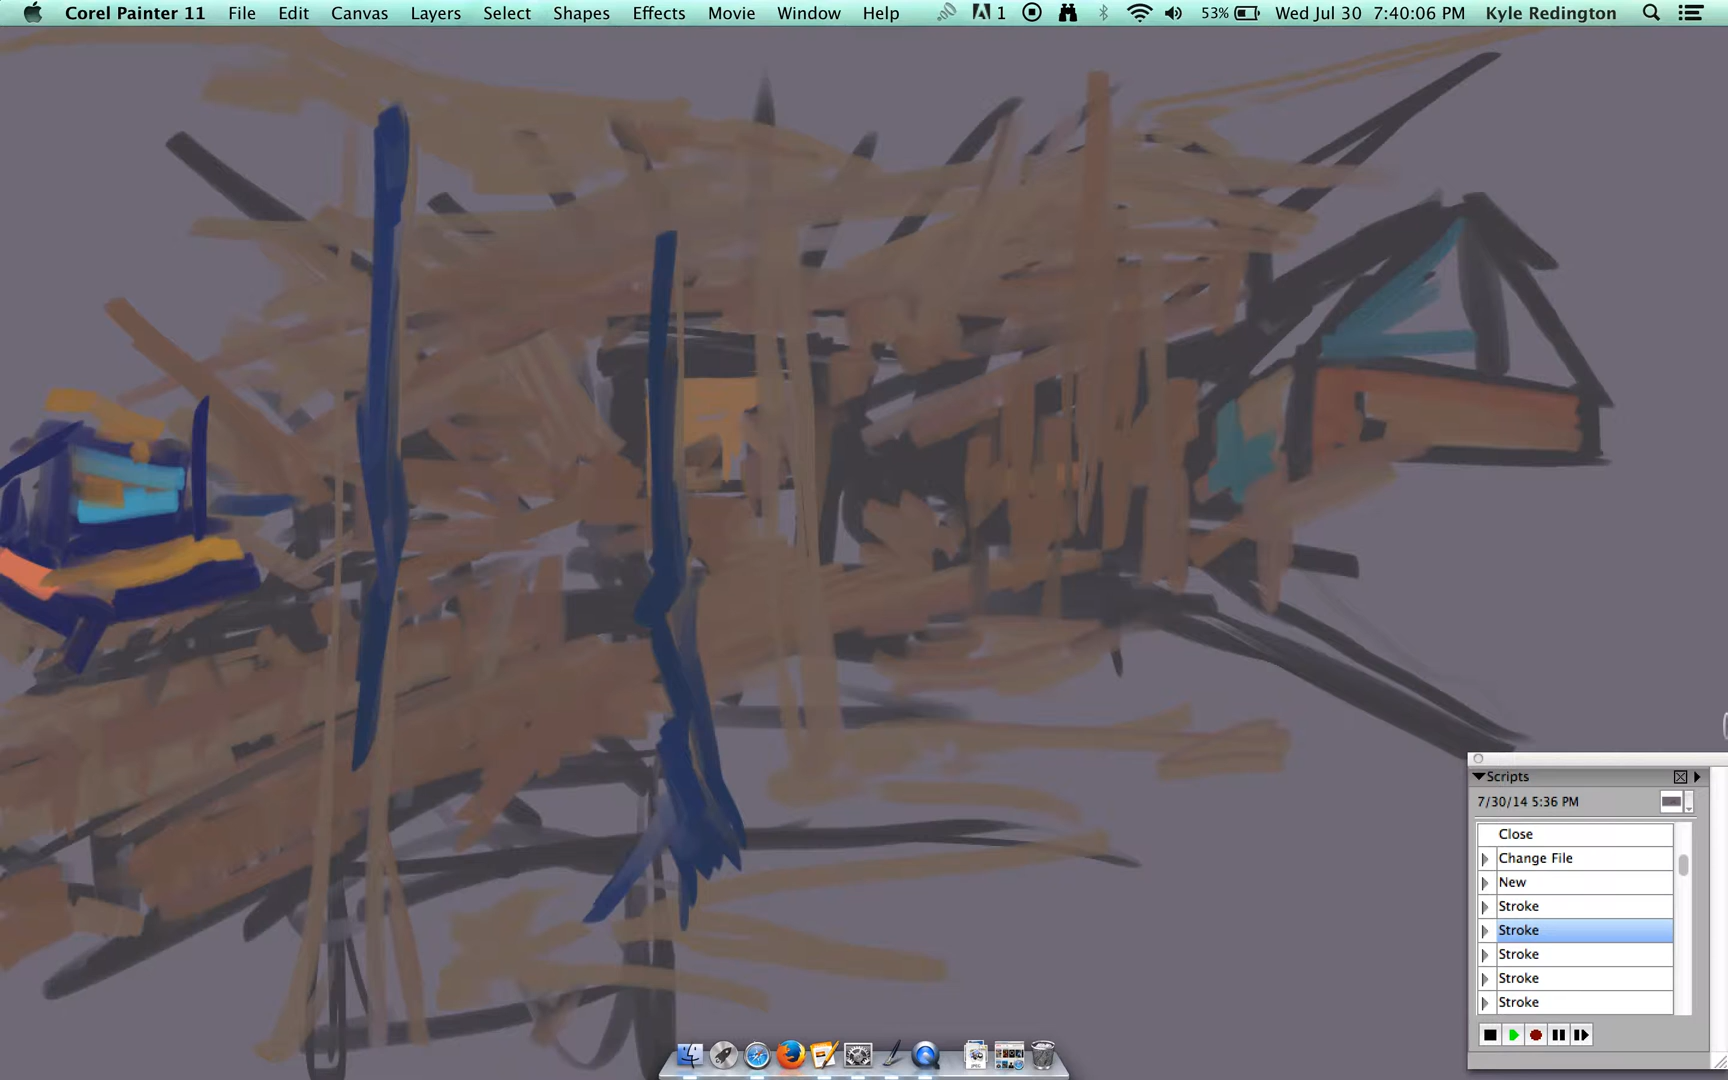 Corel Painter 11 File Edit Canvas Layers Select Shapes Effects Movie Window Help 1 53% Wed Jul 30 7:40:06 PM Kyle Redington
Scripts
7/30/14 5:36 PM
Close
Change File
New
Stroke
Stroke
Stroke
Stroke
Stroke